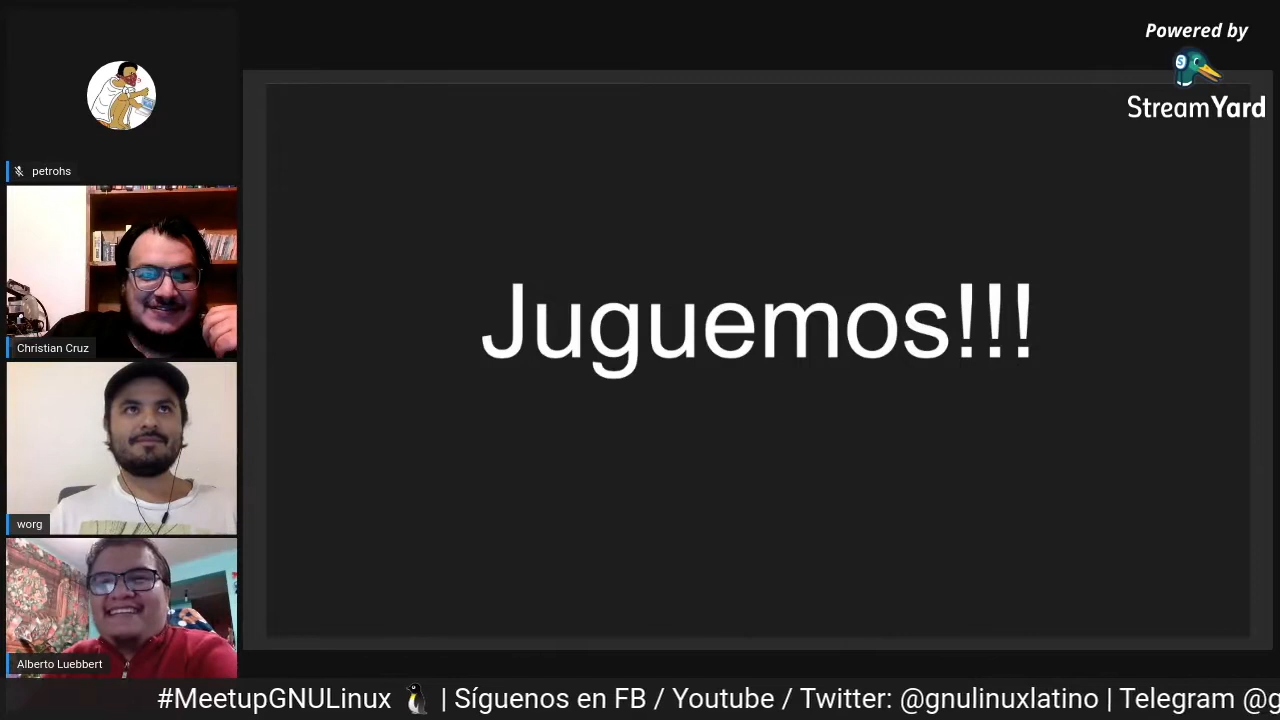 Powered by
StreamYard
petrohs
Christian Cruz
worg
Alberto Luebbert
Juguemos!!!
#MeetupGNULinux 🐧 | Síguenos en FB / Youtube / Twitter: @gnulinuxlatino | Telegram @g